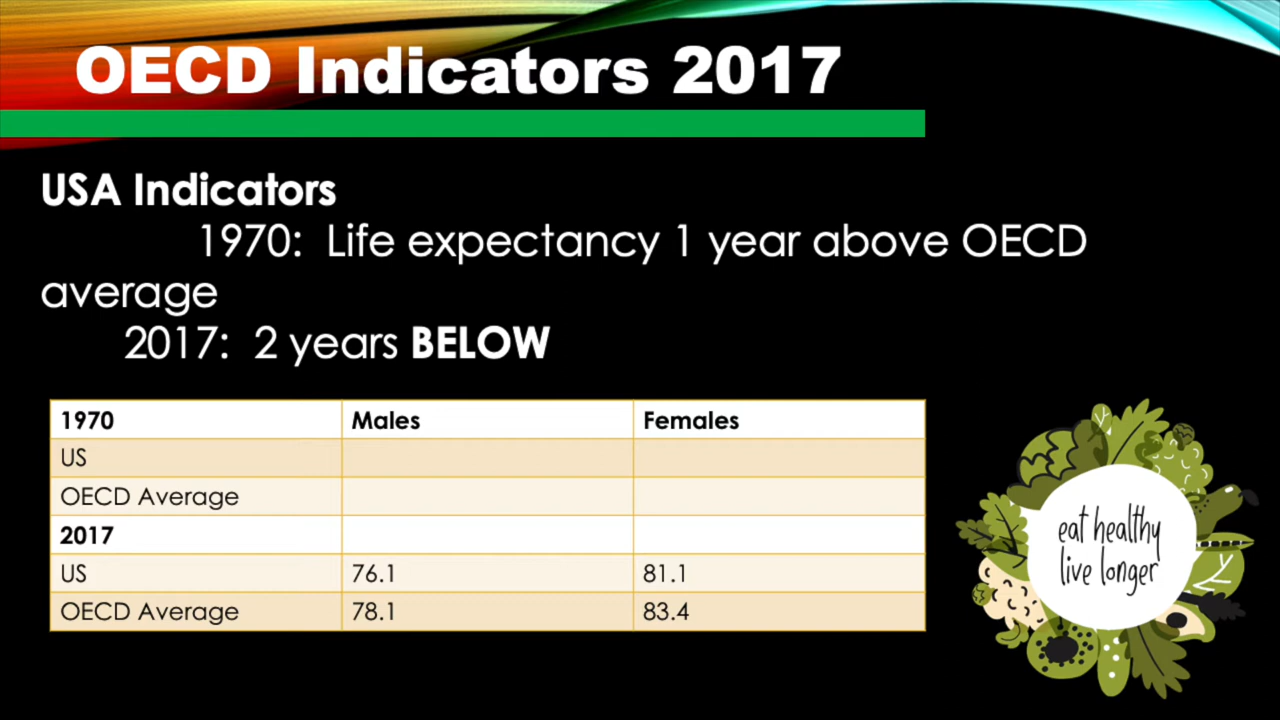 OECD Indicators 2017
USA Indicators
1970: Life expectancy 1 year above OECD
average
2017: 2 years BELOW
1970 Males Females
US
OECD Average
2017
US 76.1 81.1
OECD Average 78.1 83.4
eat healthy
live longer